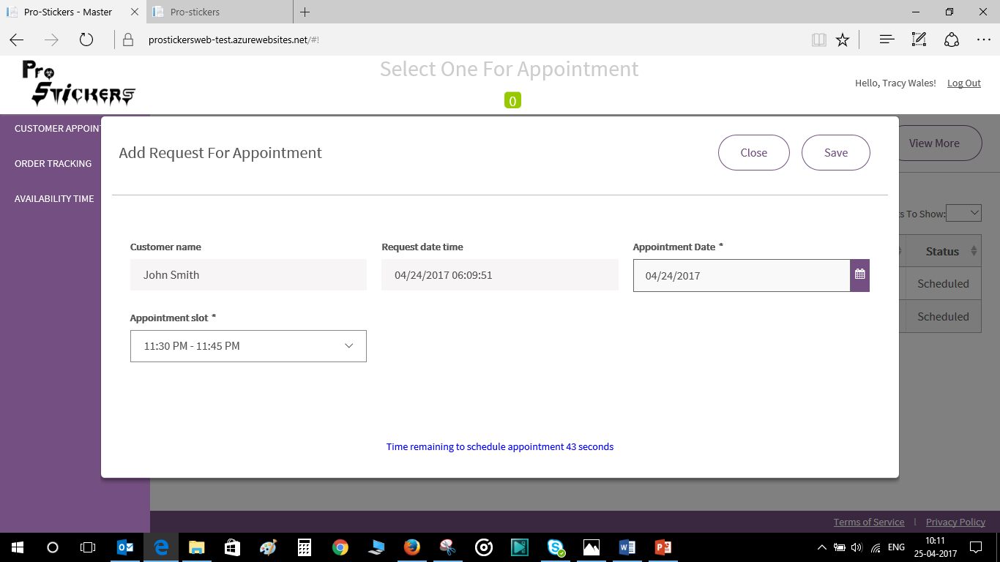 Pro-Stickers - Master
Pro-stickers
prostickersweb-test.azurewebsites.net/#!
Pro
Stickers
Select One For Appointment
0
Hello, Tracy Wales!
Log Out
CUSTOMER APPOINT
ORDER TRACKING
AVAILABILITY TIME
View More
s To Show:
Status
Scheduled
Scheduled
Add Request For Appointment
Close
Save
Customer name
Request date time
Appointment Date *
John Smith
04/24/2017 06:09:51
04/24/2017
Appointment slot *
11:30 PM - 11:45 PM
Time remaining to schedule appointment 43 seconds
Terms of Service | Privacy Policy
ENG
10:11
25-04-2017